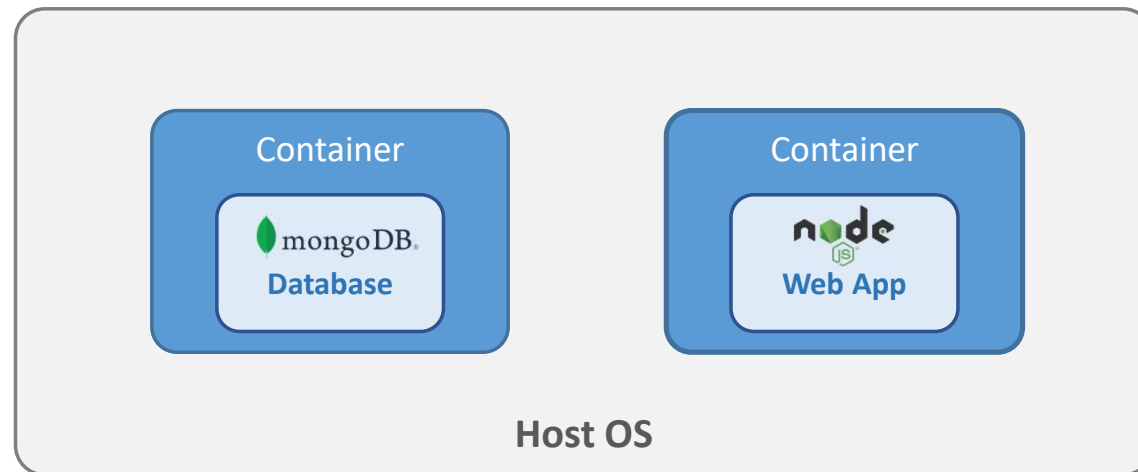 Container
mongoDB®
Database
Container
node
JS
Web App
Host OS